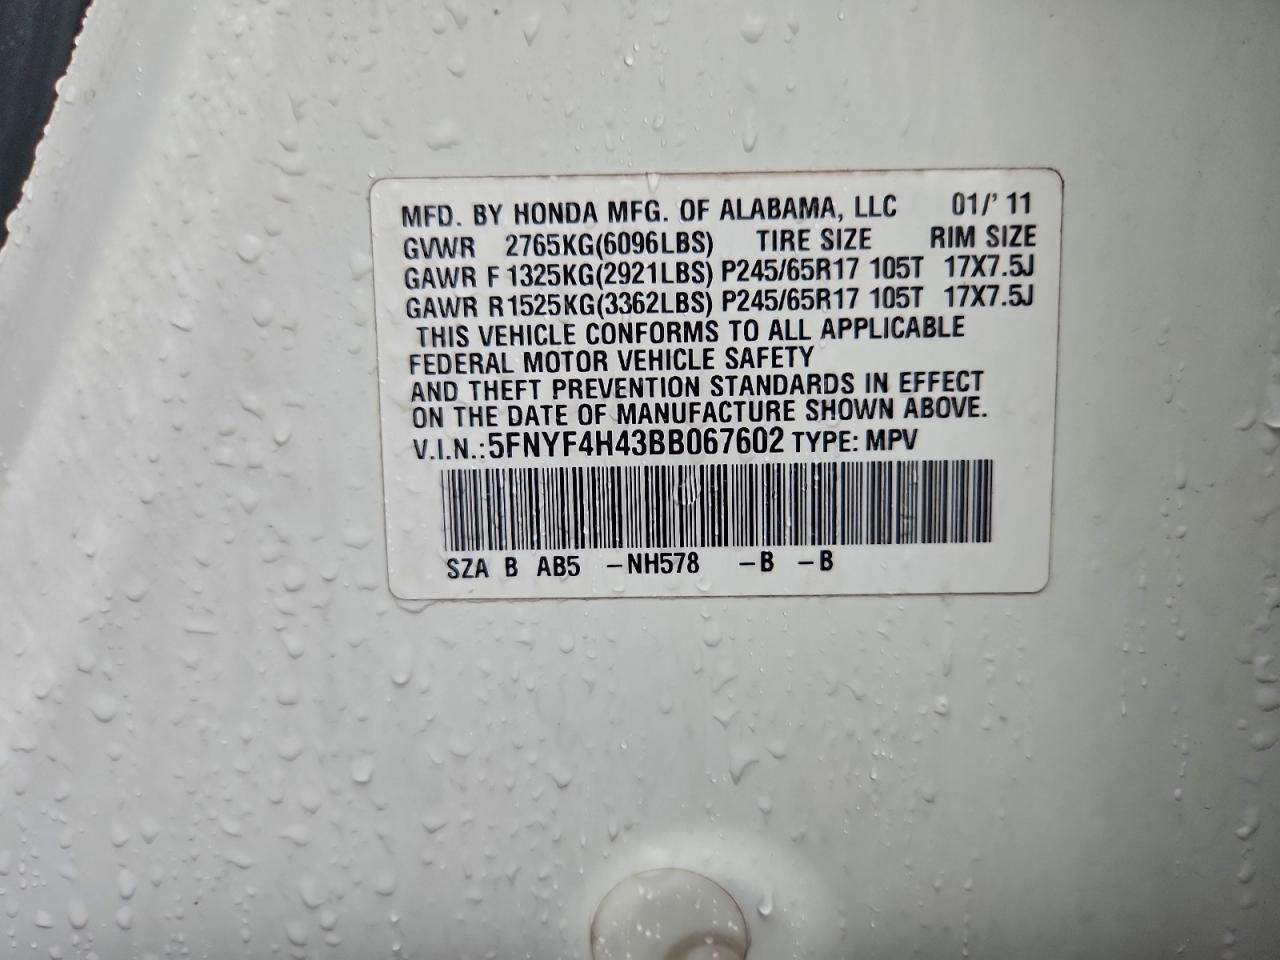 MFD. BY HONDA MFG. OF ALABAMA, LLC 01/' 11
GVWR 2765KG(6096LBS) TIRE SIZE RIM SIZE
GAWR F 1325KG(2921LBS) P245/65R17 105T 17X7.5J
GAWR R1525KG(3362LBS) P245/65R17 105T 17X7.5J
THIS VEHICLE CONFORMS TO ALL APPLICABLE
FEDERAL MOTOR VEHICLE SAFETY
AND THEFT PREVENTION STANDARDS IN EFFECT
ON THE DATE OF MANUFACTURE SHOWN ABOVE.
V.I.N.: 5FNYF4H43BB067602 TYPE: MPV
SZA B AB5 -NH578 -B -B